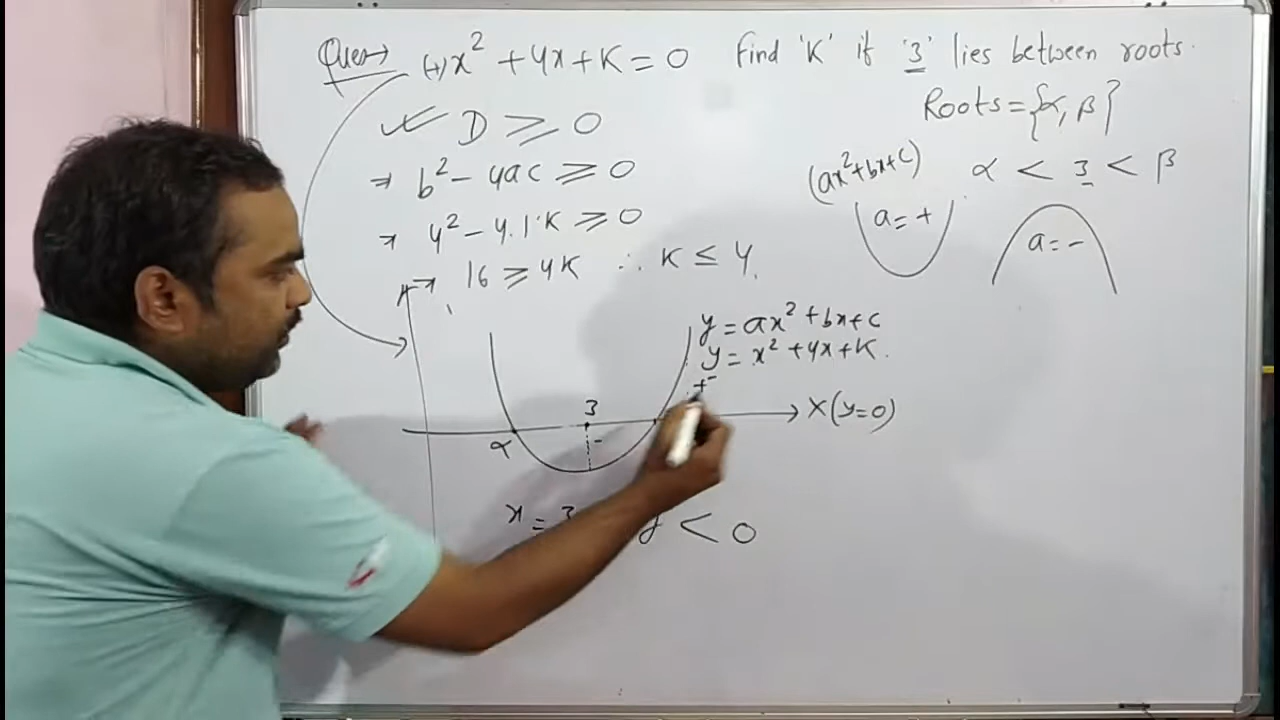 Ques→ (+)x² + 4x + K = 0 Find 'K' if '3' lies between roots.
Roots = {α, β}
✓ D ≥ 0
(ax²+bx+c) α < 3 < β
⇒ b² - 4ac ≥ 0
a = +
a = -
⇒ 4² - 4.1.K ≥ 0
⇒ 16 ≥ 4K ∴ K ≤ 4.
y = ax² + bx + c
y = x² + 4x + K.
+
-
3
X (y=0)
α
-
x = 3 y < 0